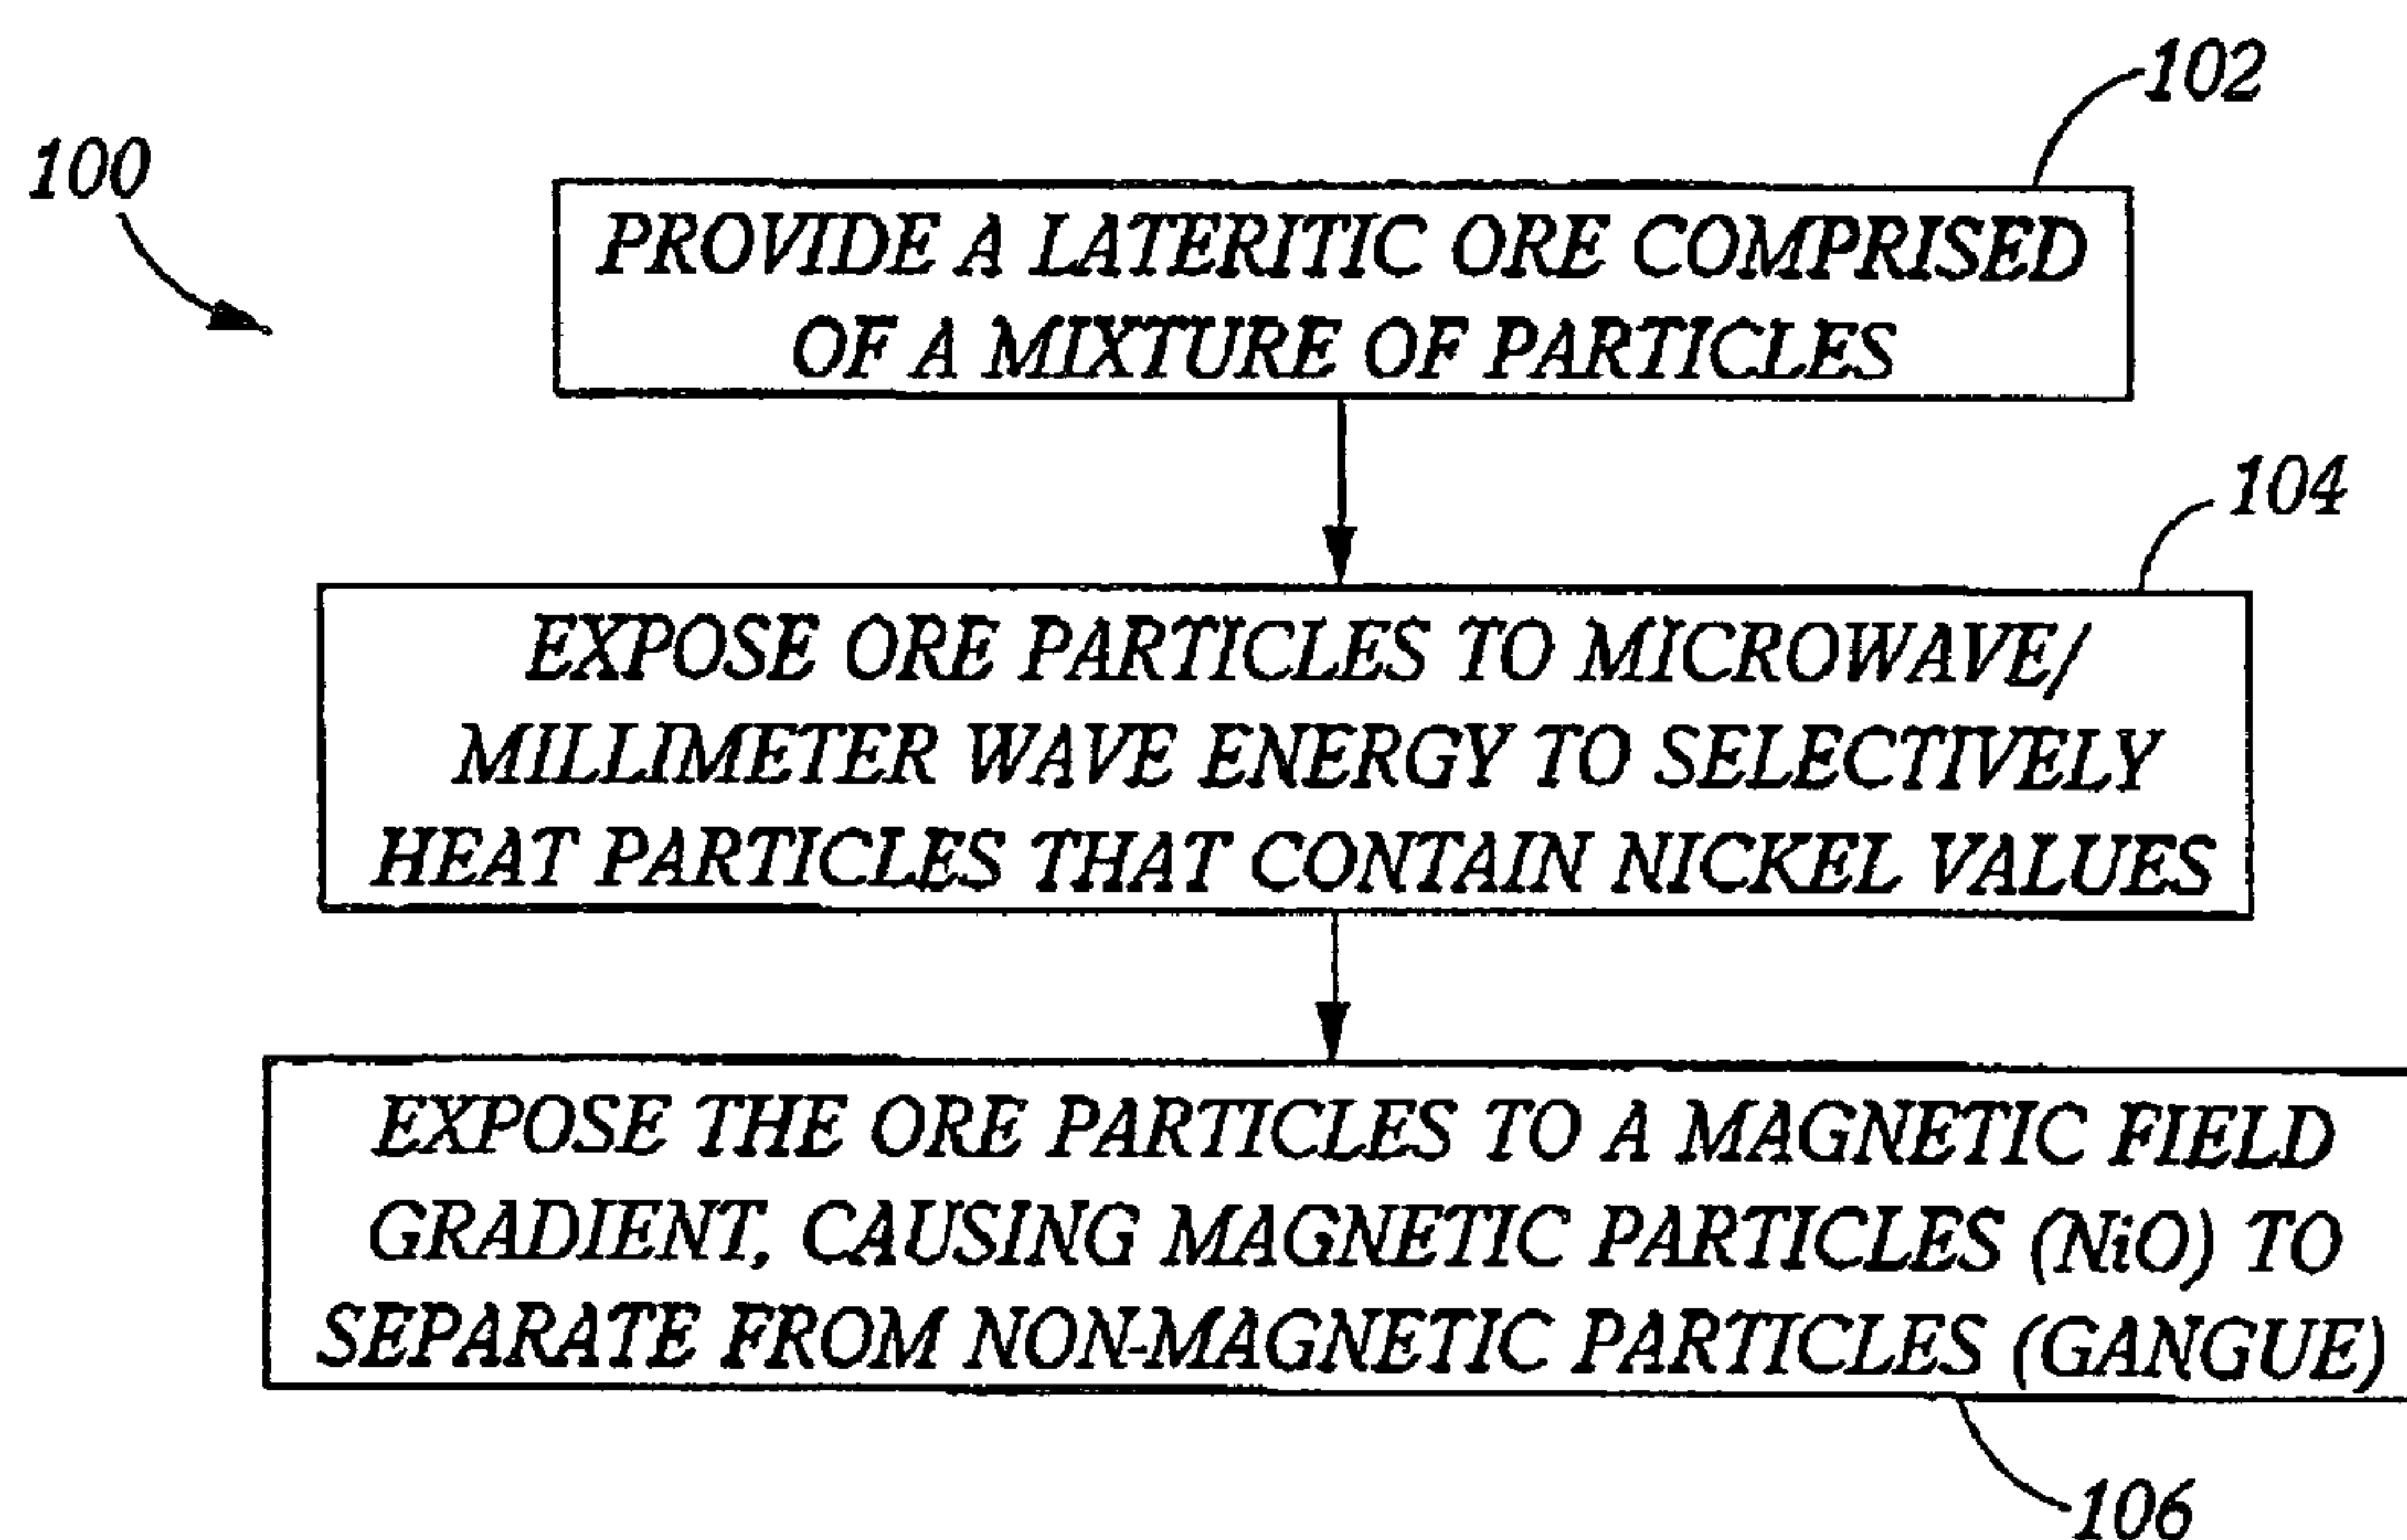 102
100
PROVIDE A LATERITIC ORE COMPRISED
OF A MIXTURE OF PARTICLES
104
EXPOSE ORE PARTICLES TO MICROWAVE/
MILLIMETER WAVE ENERGY TO SELECTIVELY
HEAT PARTICLES THAT CONTAIN NICKEL VALUES
EXPOSE THE ORE PARTICLES TO A MAGNETIC FIELD
GRADIENT, CAUSING MAGNETIC PARTICLES (NiO) TO
SEPARATE FROM NON-MAGNETIC PARTICLES (GANGUE)
106